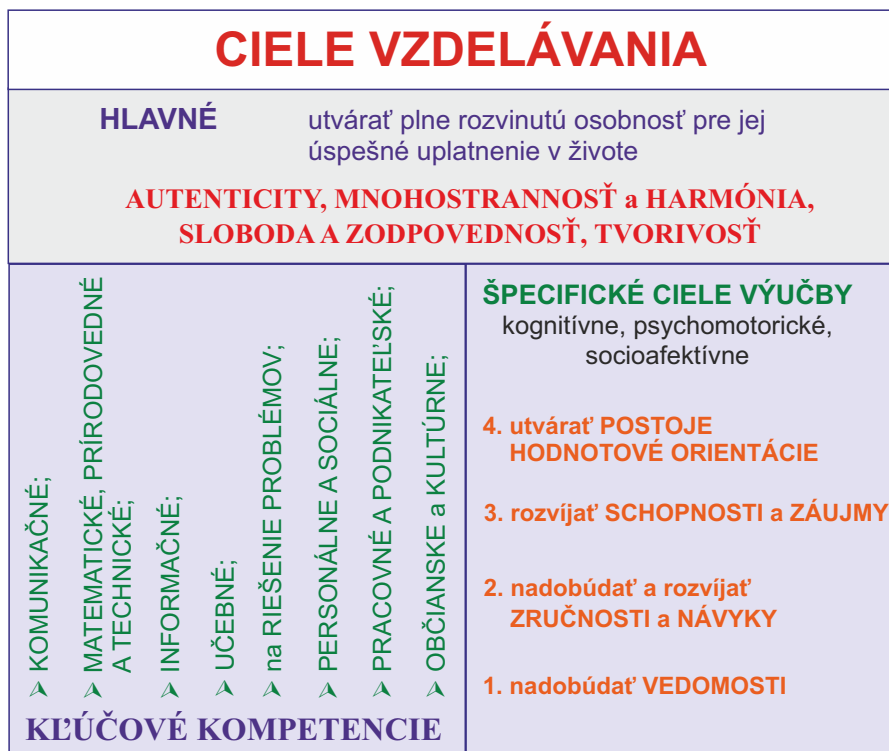 CIELE VZDELÁVANIA
HLAVNÉ
utvárať plne rozvinutú osobnosť pre jej
úspešné uplatnenie v živote
AUTENTICITY, MNOHOSTRANNOSŤ a HARMÓNIA,
SLOBODA A ZODPOVEDNOSŤ, TVORIVOSŤ
KOMUNIKAČNÉ;
MATEMATICKÉ, PRÍRODOVEDNÉ
A TECHNICKÉ;
INFORMAČNÉ;
UČEBNÉ;
na RIEŠENIE PROBLÉMOV;
PERSONÁLNE A SOCIÁLNE;
PRACOVNÉ A PODNIKATEĽSKÉ;
OBČIANSKE a KULTÚRNE;
KĽÚČOVÉ KOMPETENCIE
ŠPECIFICKÉ CIELE VÝUČBY
kognitívne, psychomotorické,
socioafektívne
4. utvárať POSTOJE
HODNOTOVÉ ORIENTÁCIE
3. rozvíjať SCHOPNOSTI a ZÁUJMY
2. nadobúdať a rozvíjať
ZRUČNOSTI a NÁVYKY
1. nadobúdať VEDOMOSTI